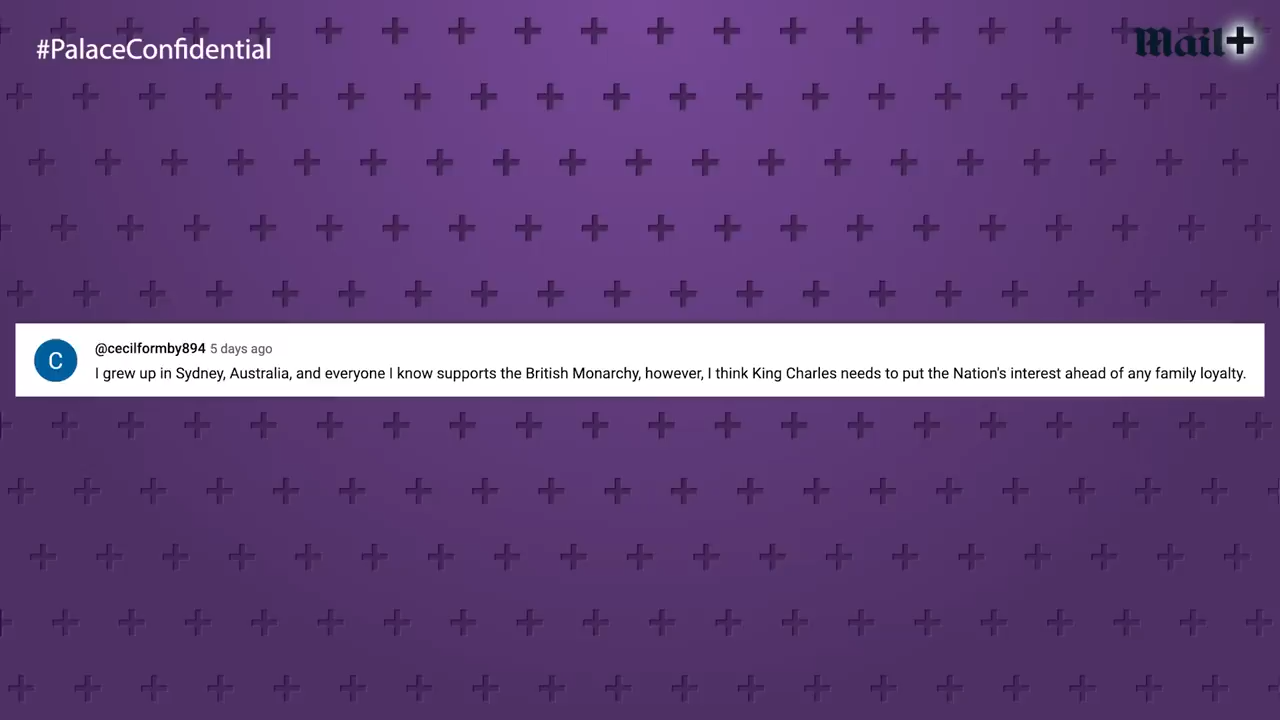 #PalaceConfidential
Mail+
C
@cecilformby894 5 days ago
I grew up in Sydney, Australia, and everyone I know supports the British Monarchy, however, I think King Charles needs to put the Nation's interest ahead of any family loyalty.